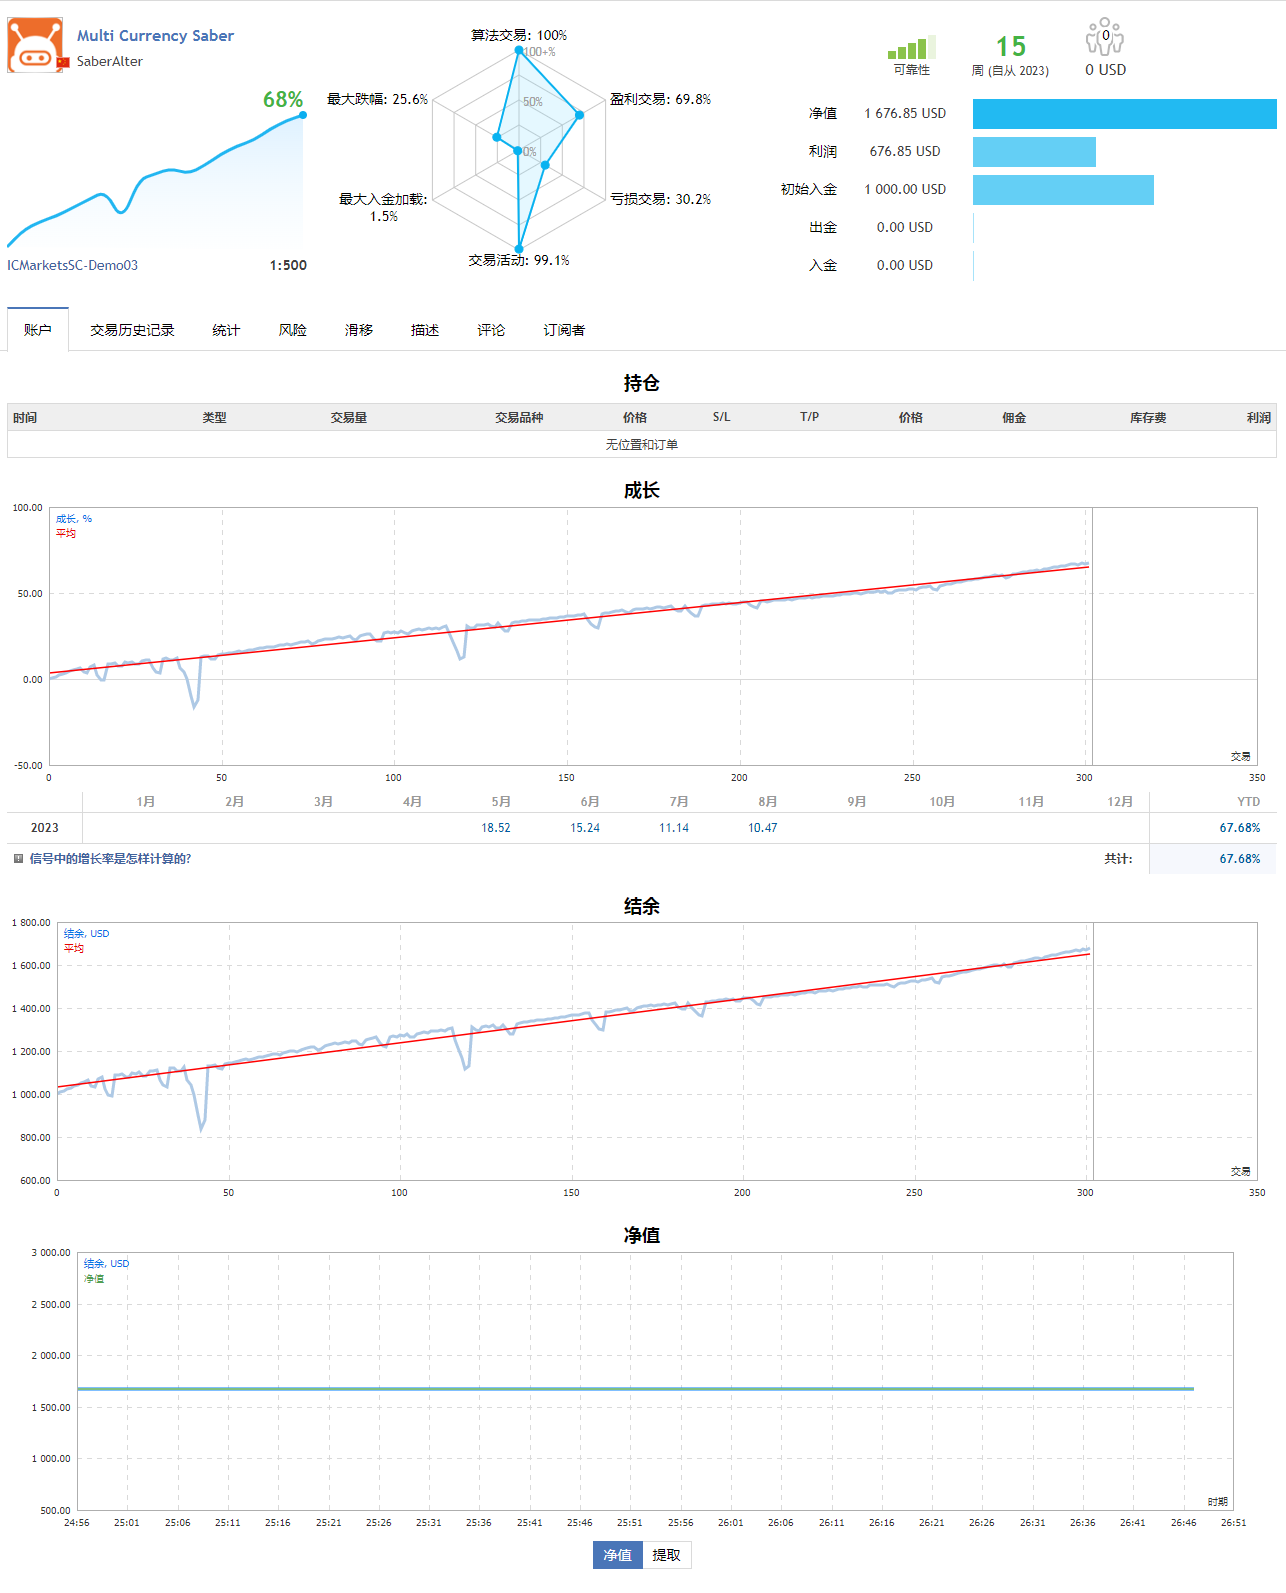 Multi Currency Saber
SaberAlter
68%
ICMarketsSC-Demo03 1:500
算法交易: 100%
100+%
最大跌幅: 25.6%
50%
盈利交易: 69.8%
0%
最大入金加载:
1.5%
亏损交易: 30.2%
交易活动: 99.1%
可靠性
15
周 (自从 2023)
0
0 USD
净值 1 676.85 USD
利润 676.85 USD
初始入金 1 000.00 USD
出金 0.00 USD
入金 0.00 USD
账户 交易历史记录 统计 风险 滑移 描述 评论 订阅者
持仓
时间 类型 交易量 交易品种 价格 S/L T/P 价格 佣金 库存费 利润
无位置和订单
成长
100.00
成长, %
平均
50.00
0.00
-50.00
交易
0 50 100 150 200 250 300 350
1月 2月 3月 4月 5月 6月 7月 8月 9月 10月 11月 12月 YTD
2023 18.52 15.24 11.14 10.47 67.68%
信号中的增长率是怎样计算的? 共计: 67.68%
结余
1 800.00
结余, USD
平均
1 600.00
1 400.00
1 200.00
1 000.00
800.00
600.00
交易
0 50 100 150 200 250 300 350
净值
3 000.00
结余, USD
净值
2 500.00
2 000.00
1 500.00
1 000.00
500.00
时期
24:56 25:01 25:06 25:11 25:16 25:21 25:26 25:31 25:36 25:41 25:46 25:51 25:56 26:01 26:06 26:11 26:16 26:21 26:26 26:31 26:36 26:41 26:46 26:51
净值 提取